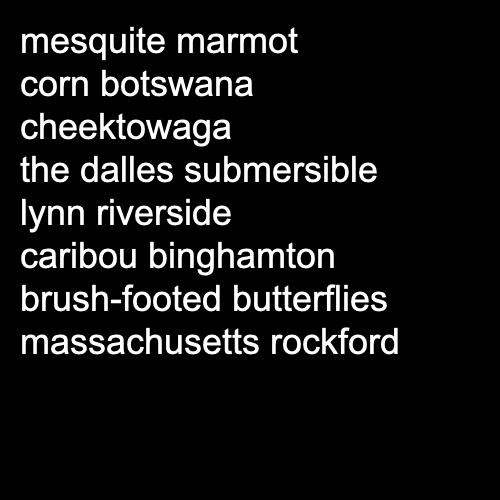 mesquite marmot
corn botswana
cheektowaga
the dalles submersible
lynn riverside
caribou binghamton
brush-footed butterflies
massachusetts rockford